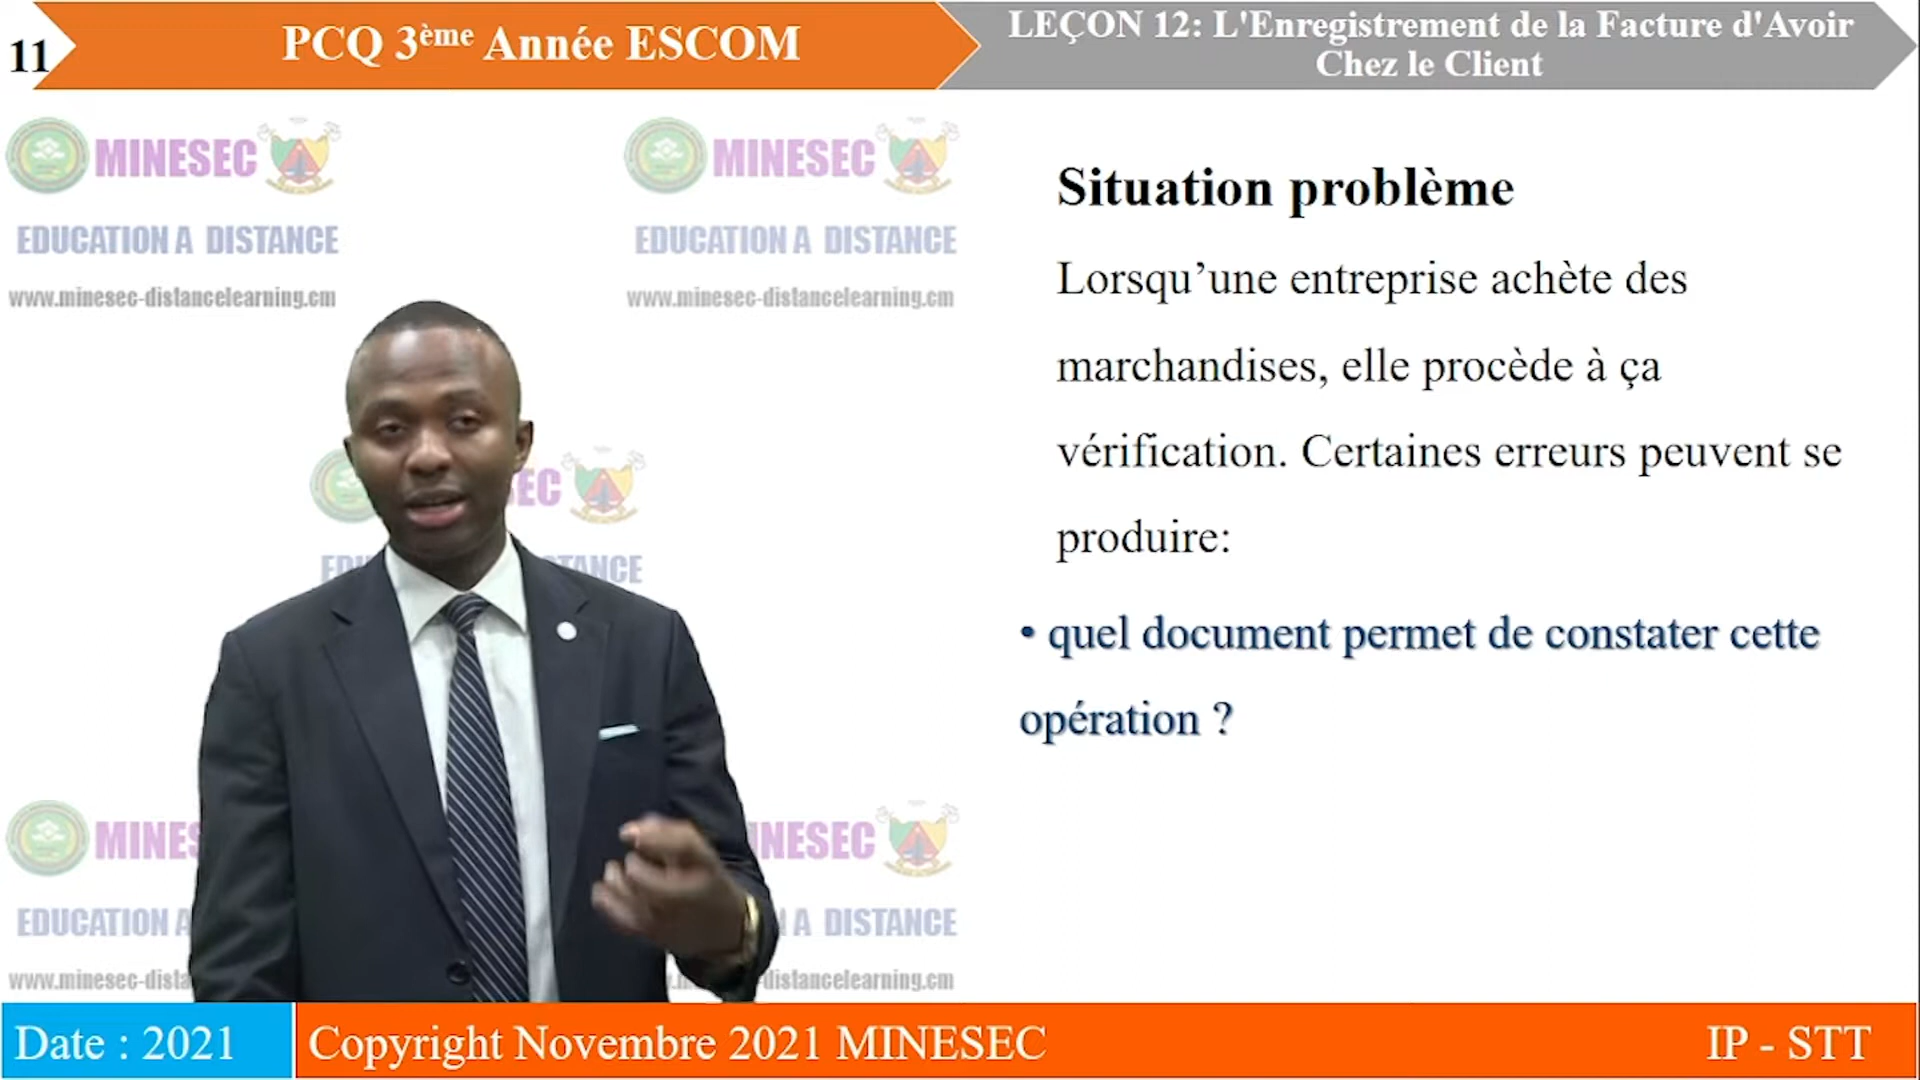 11
PCQ 3ème Année ESCOM
LEÇON 12: L'Enregistrement de la Facture d'Avoir
Chez le Client
MINESEC
EDUCATION A DISTANCE
www.minesec-distancelearning.cm
MINESEC
EDUCATION A DISTANCE
www.minesec-distancelearning.cm
Situation problème
Lorsqu’une entreprise achète des
marchandises, elle procède à ça
vérification. Certaines erreurs peuvent se
produire:
• quel document permet de constater cette
opération ?
Date : 2021
Copyright Novembre 2021 MINESEC
IP - STT